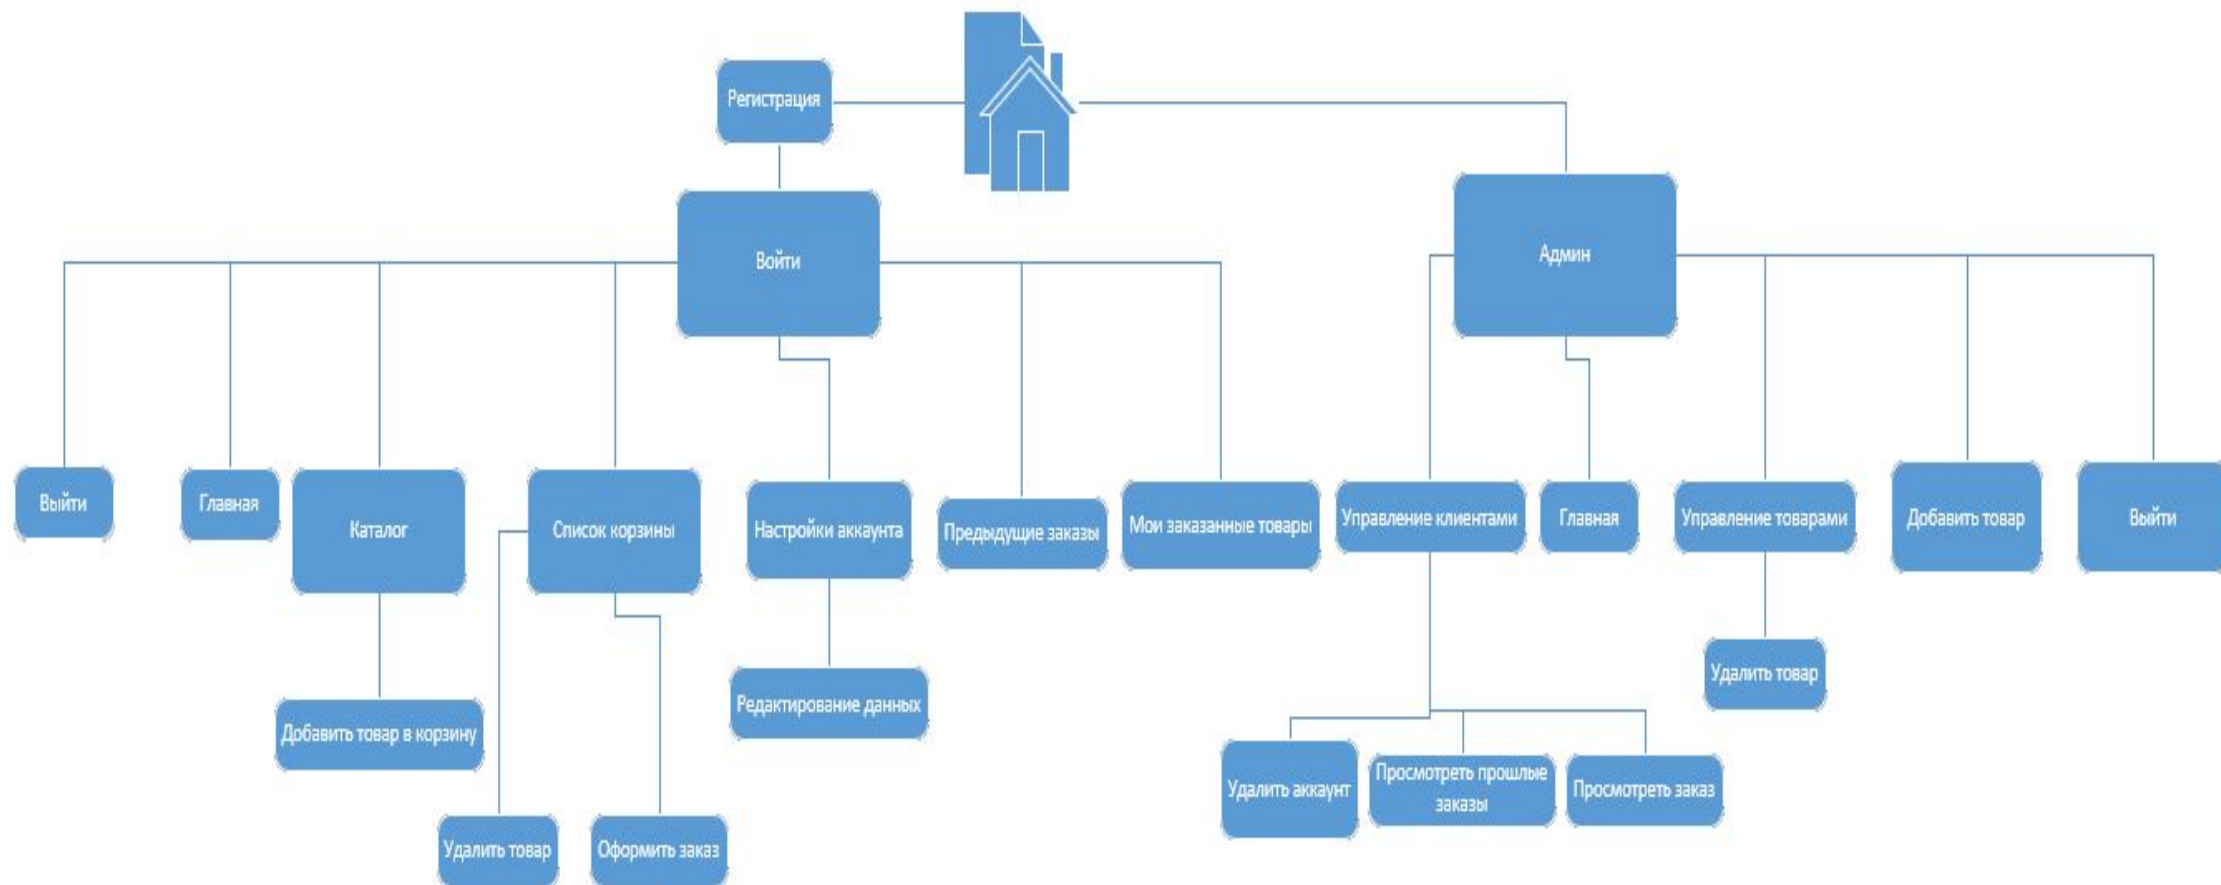 Регистрация
Войти
Админ
Выйти
Главная
Каталог
Список корзины
Настройки аккаунта
Предыдущие заказы
Мои заказанные товары
Управление клиентами
Главная
Управление товарами
Добавить товар
Выйти
Добавить товар в корзину
Редактирование данных
Удалить товар
Удалить аккаунт
Просмотреть прошлые
заказы
Просмотреть заказ
Удалить товар
Оформить заказ